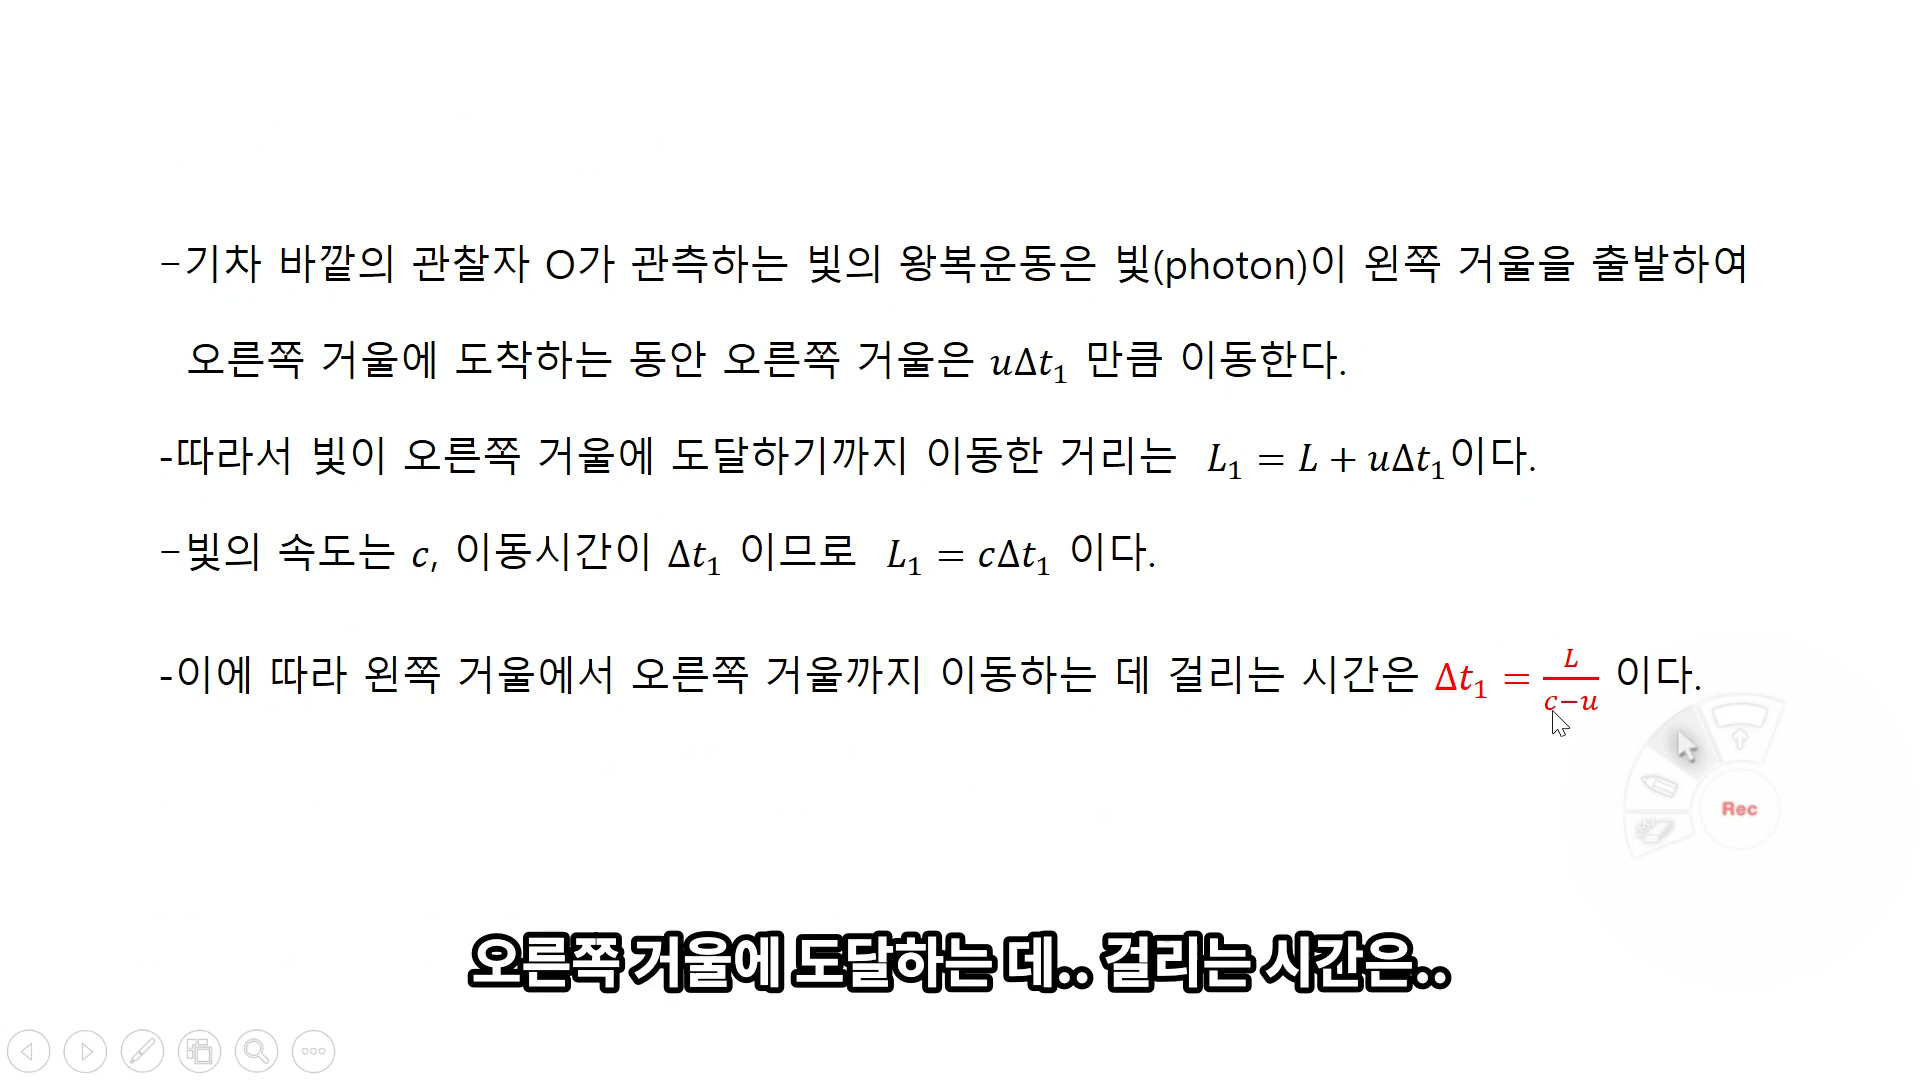 –기차 바깥의 관찰자 O가 관측하는 빛의 왕복운동은 빛(photon)이 왼쪽 거울을 출발하여
오른쪽 거울에 도착하는 동안 오른쪽 거울은 𝑢Δ𝑡₁ 만큼 이동한다.
-따라서 빛이 오른쪽 거울에 도달하기까지 이동한 거리는 𝐿₁ = 𝐿 + 𝑢Δ𝑡₁이다.
–빛의 속도는 𝑐, 이동시간이 Δ𝑡₁ 이므로 𝐿₁ = 𝑐Δ𝑡₁ 이다.
-이에 따라 왼쪽 거울에서 오른쪽 거울까지 이동하는 데 걸리는 시간은 Δ𝑡₁ = 𝐿/(𝑐−𝑢) 이다.
Rec
오른쪽 거울에 도달하는 데.. 걸리는 시간은..